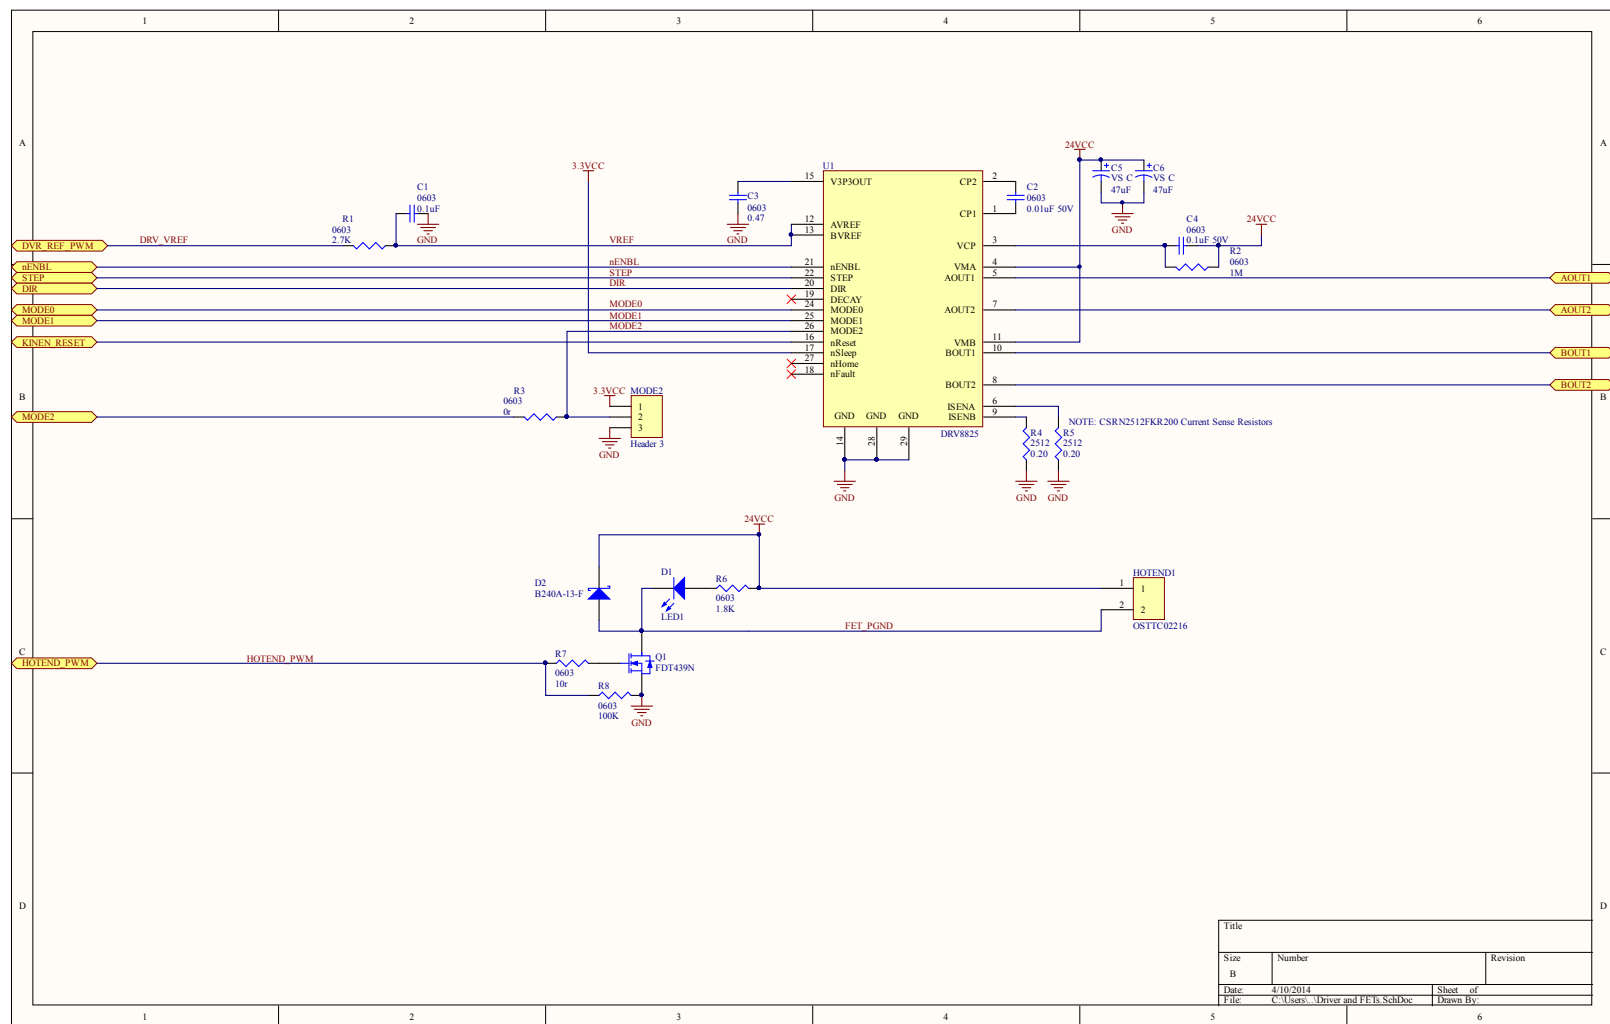 1 2 3 4 5 6
A A
24VCC
3.3VCC
U1
C5
VS C
47uF
C6
VS C
47uF
15 V3P3OUT CP2 2
C1
0603
0.1uF
GND
C3
0603
0.47
GND
C2
0603
0.01uF 50V
CP1 1
GND
R1
0603
2.7K
12 AVREF
13 BVREF
C4
0603
0.1uF 50V
24VCC
DVR_REF_PWM DRV_VREF VREF VCP 3
R2
0603
1M
nENBL nENBL 21 nENBL VMA 4
STEP STEP 22 STEP AOUT1 5 AOUT1
DIR DIR 20 DIR
19 DECAY
MODE0 MODE0 24 MODE0 AOUT2 7 AOUT2
MODE1 MODE1 25 MODE1
MODE2 26 MODE2
KINEN_RESET 16 nReset VMB 11
17 nSleep BOUT1 10 BOUT1
27 nHome
18 nFault
BOUT2 8 BOUT2
B B
R3
0603
0r
3.3VCC
MODE2
1
2
3
Header 3
GND
MODE2
ISENA 6
ISENB 9
GND GND GND
14 28 29
DRV8825
GND
NOTE: CSRN2512FKR200 Current Sense Resistors
R4
2512
0.20
GND
R5
2512
0.20
GND
24VCC
D2
B240A-13-F
D1
LED1
R6
0603
1.8K
HOTEND1
1 1
2 2
OSTTC02216
FET_PGND
C C
HOTEND_PWM HOTEND_PWM
R7
0603
10r
Q1
FDT439N
R8
0603
100K
GND
D D
Title
Size Number Revision
B
Date: 4/10/2014 Sheet of
File: C:\Users\..\Driver and FETs.SchDoc Drawn By:
1 2 3 4 5 6